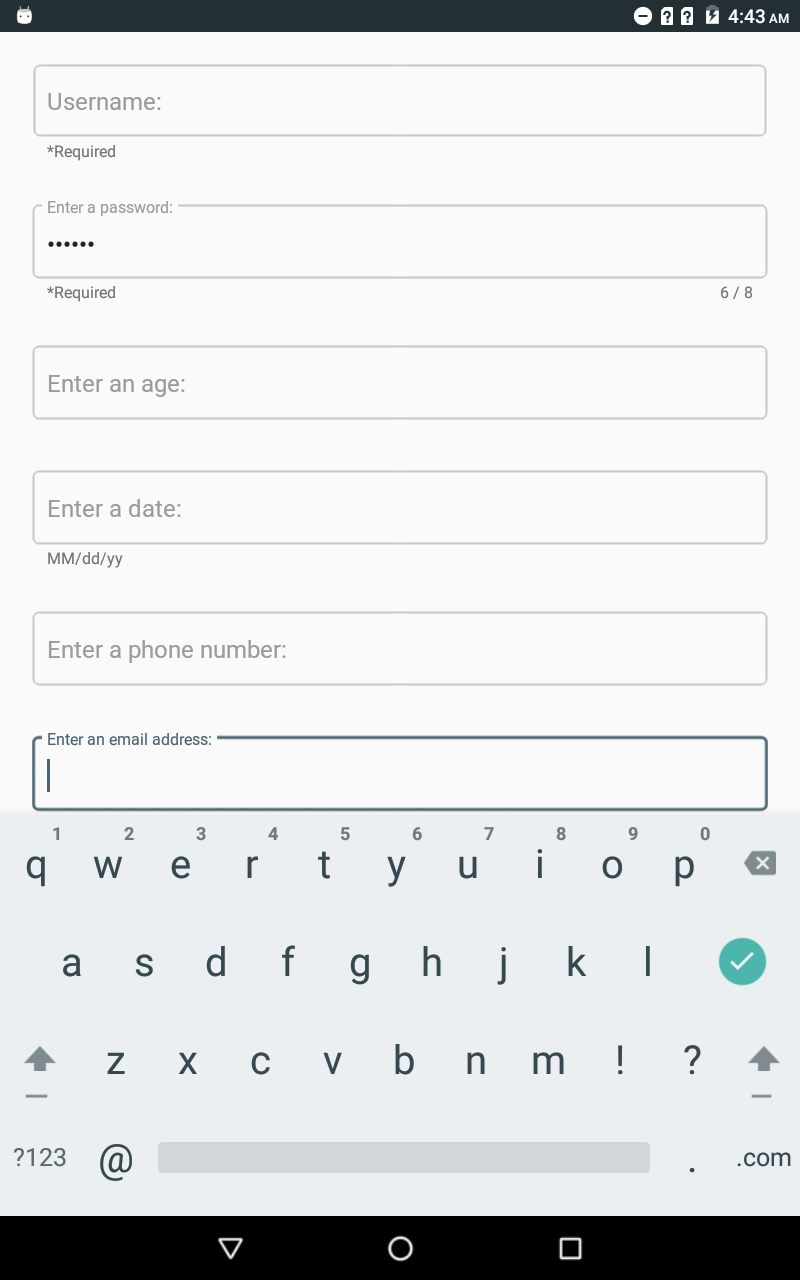 4:43 AM
Username:
*Required
Enter a password:
••••••
*Required 6 / 8
Enter an age:
Enter a date:
MM/dd/yy
Enter a phone number:
Enter an email address:
1 2 3 4 5 6 7 8 9 0
q w e r t y u i o p
a s d f g h j k l
z x c v b n m ! ?
?123 @ . .com